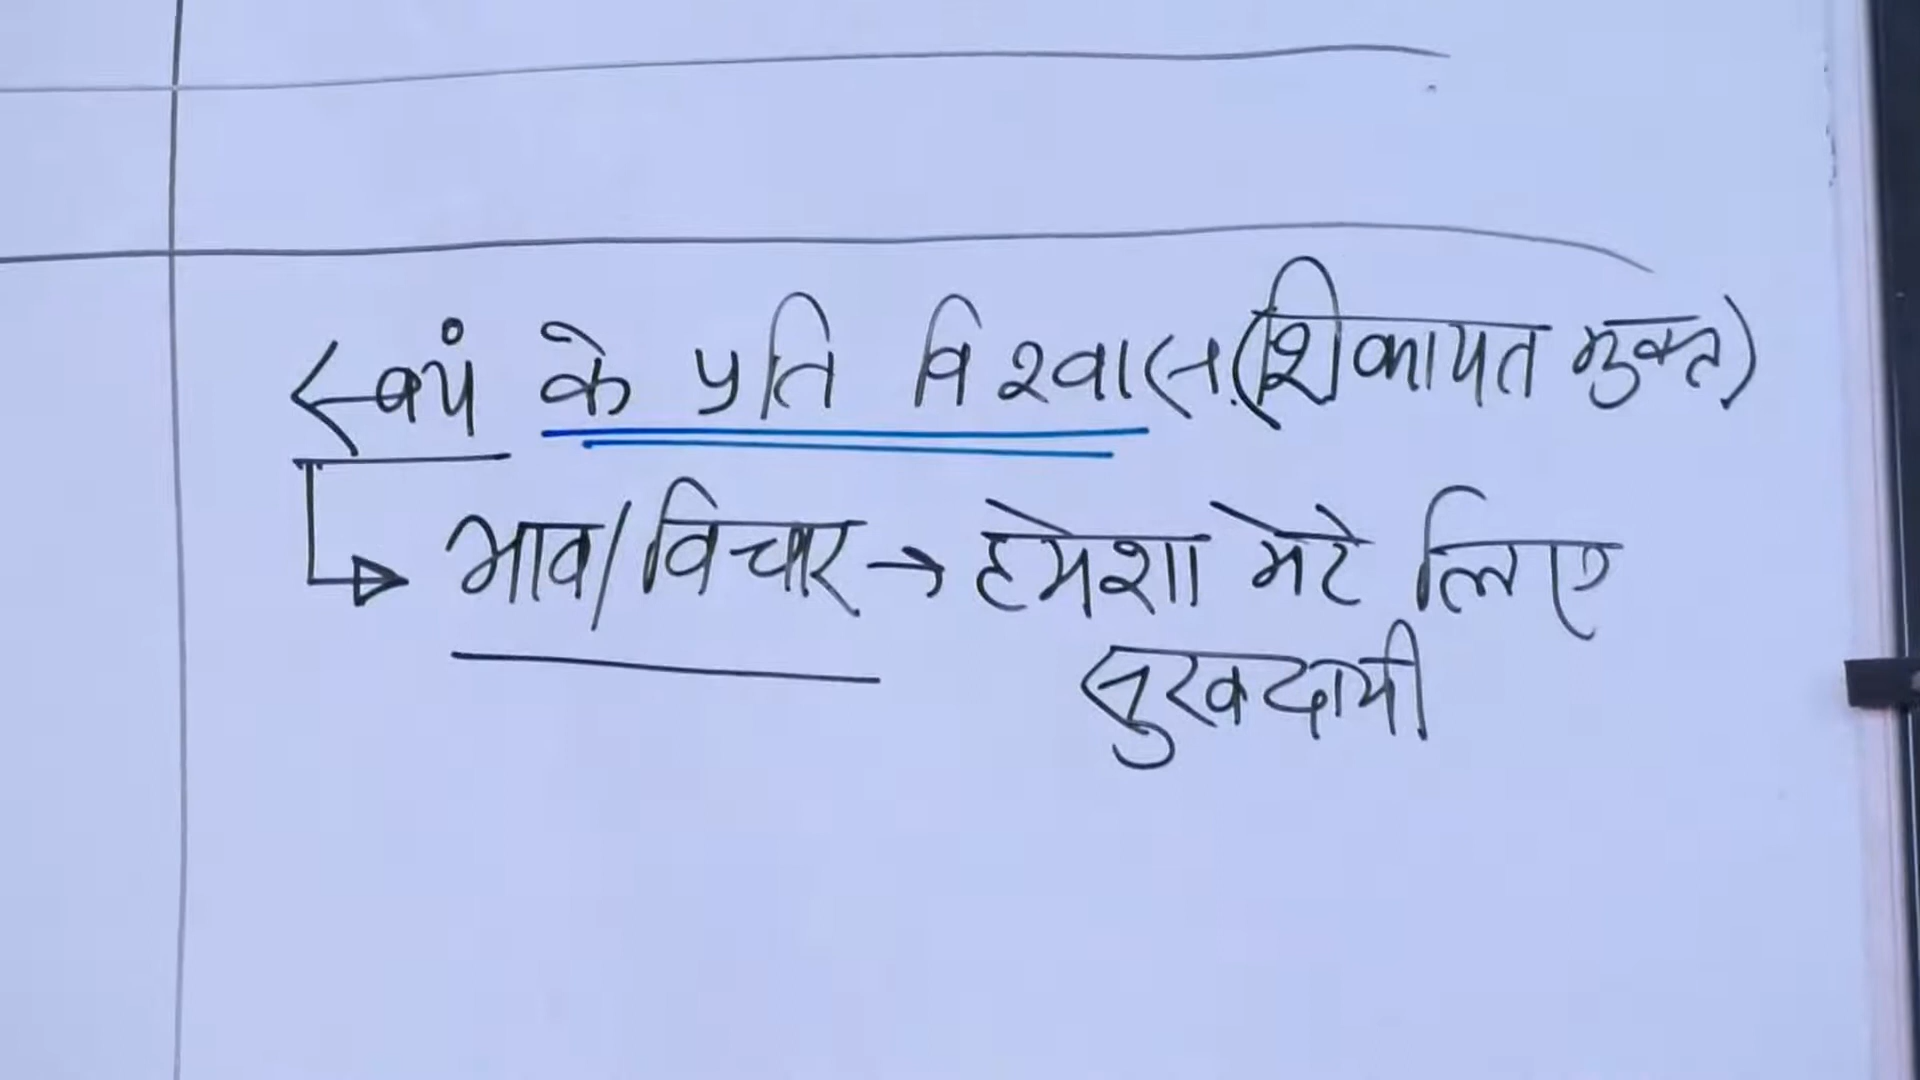 स्वयं के प्रति विश्वास (शिकायत मुक्त)
भाव/विचार → हमेशा मेरे लिए
सुखदायी